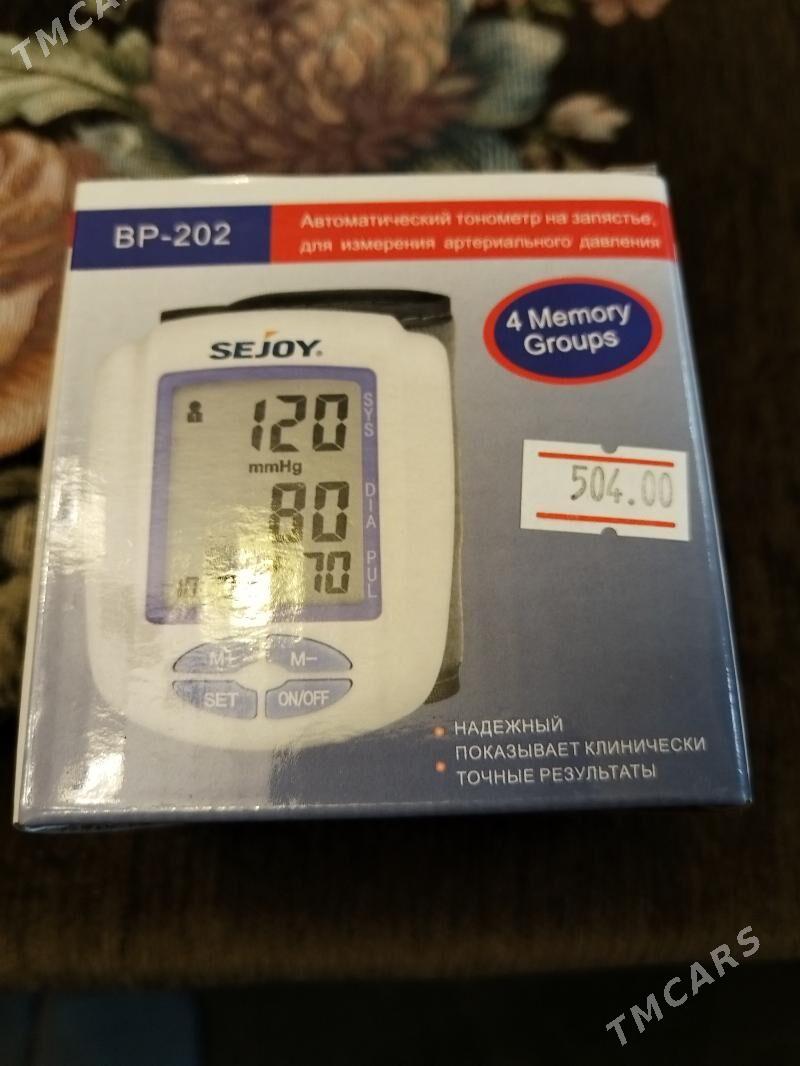 TMCARS
BP-202
Автоматический тонометр на запястье,
для измерения артериального давления
4 Memory
Groups
SEJOY®
120
SYS
mmHg
80
DIA
70
PUL
504.00
M+
M-
SET
ON/OFF
НАДЕЖНЫЙ
ПОКАЗЫВАЕТ КЛИНИЧЕСКИ
ТОЧНЫЕ РЕЗУЛЬТАТЫ
TMCARS